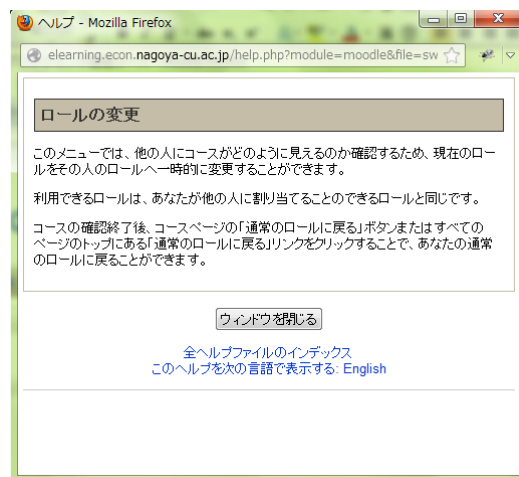 ヘルプ - Mozilla Firefox
elearning.econ.nagoya-cu.ac.jp/help.php?module=moodle&file=sw
ロールの変更
このメニューでは、他の人にコースがどのように見えるのか確認するため、現在のロー
ルをその人のロールへ一時的に変更することができます。
利用できるロールは、あなたが他の人に割り当てることのできるロールと同じです。
コースの確認終了後、コースページの「通常のロールに戻る」ボタンまたはすべての
ページのトップにある「通常のロールに戻る」リンクをクリックすることで、あなたの通常
のロールに戻ることができます。
ウィンドウを閉じる
全ヘルプファイルのインデックス
このヘルプを次の言語で表示する: English